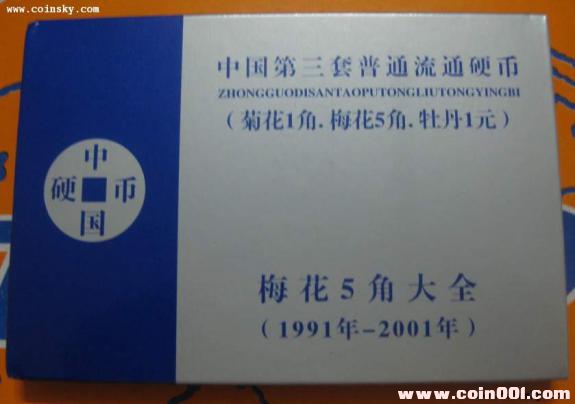 www.coinsky.com
中国第三套普通流通硬币
ZHONGGUODISANTAOPUTONGLIUTONGYINGBI
(菊花1角.梅花5角.牡丹1元)
中
硬 币
国
梅花5角大全
(1991年-2001年)
www.coin001.com